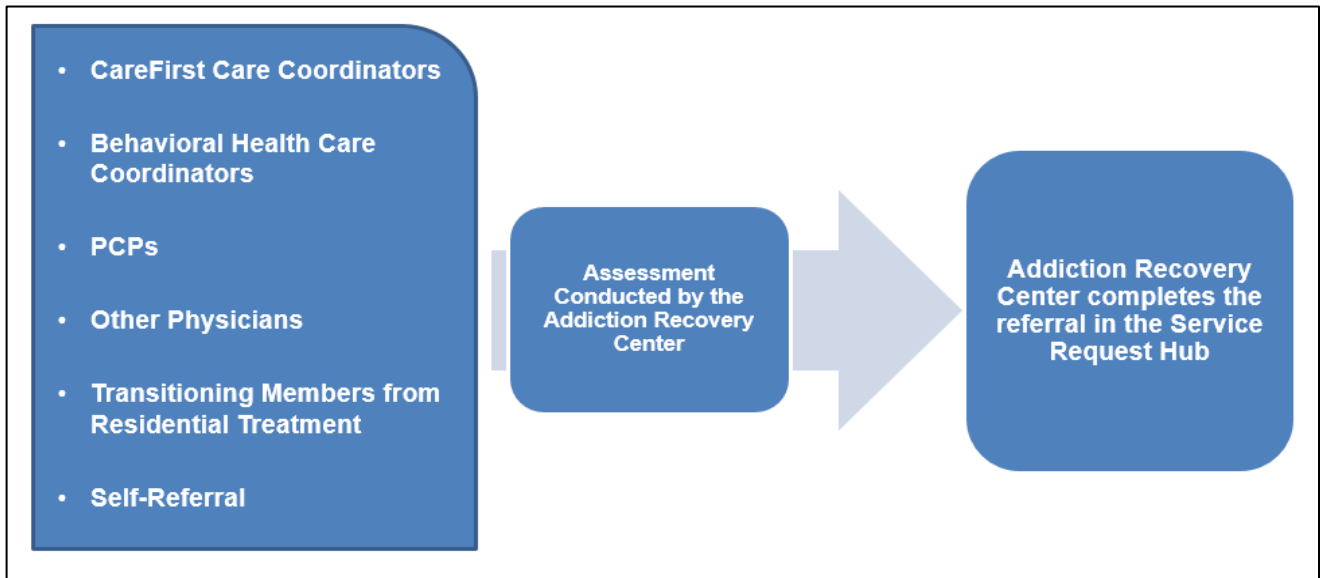 • CareFirst Care Coordinators
• Behavioral Health Care
Coordinators
• PCPs
• Other Physicians
• Transitioning Members from
Residential Treatment
• Self-Referral
Assessment
Conducted by the
Addiction Recovery
Center
Addiction Recovery
Center completes the
referral in the Service
Request Hub